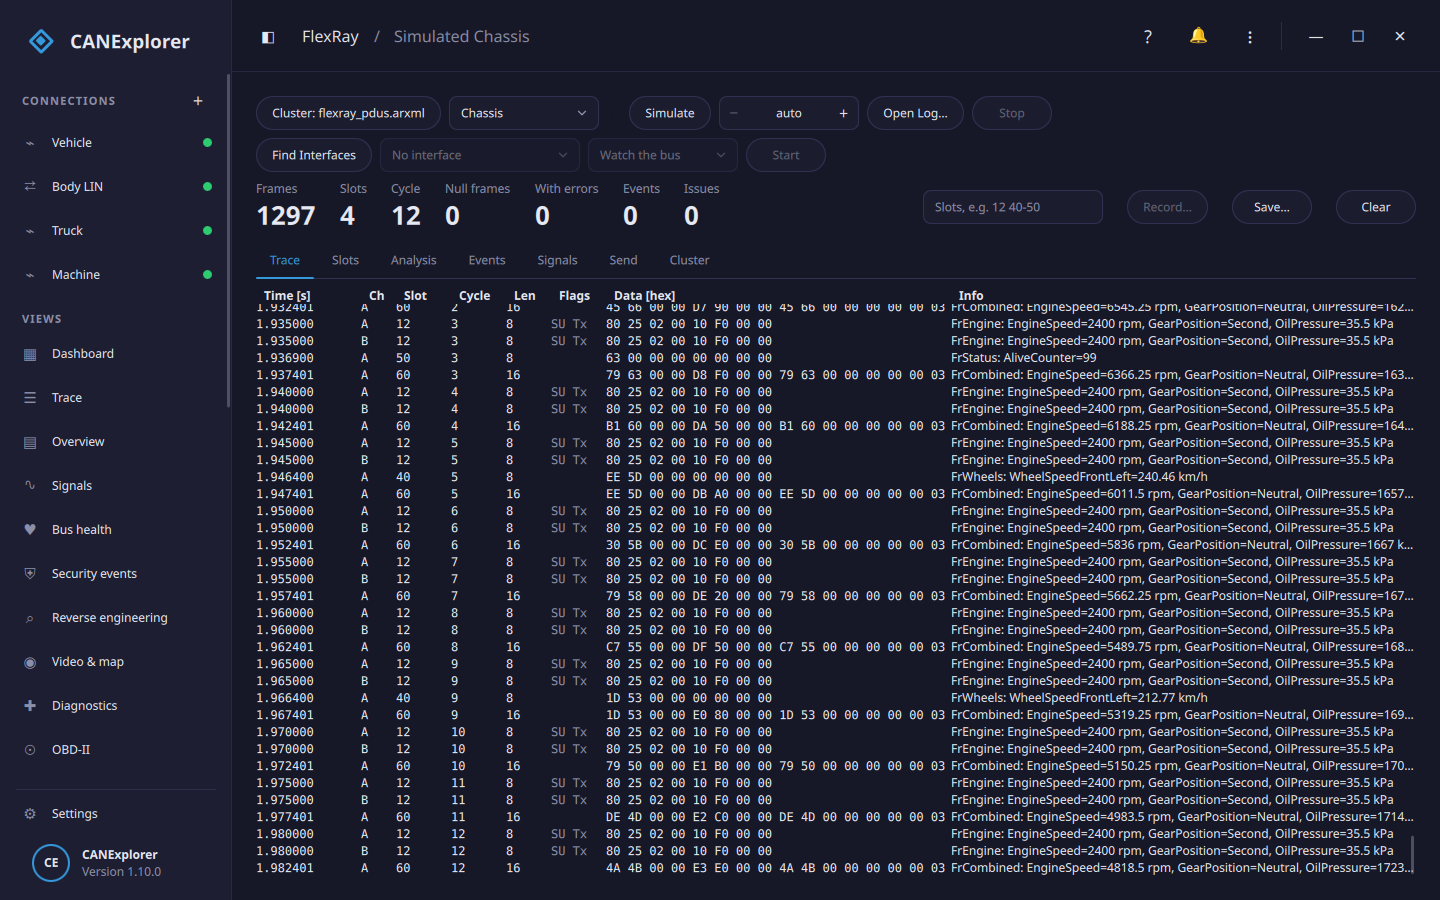 CANExplorer
FlexRay / Simulated Chassis
?
CONNECTIONS +
Vehicle
Body LIN
Truck
Machine
VIEWS
Dashboard
Trace
Overview
Signals
Bus health
Security events
Reverse engineering
Video & map
Diagnostics
OBD-II
Settings
CE
CANExplorer
Version 1.10.0
Cluster: flexray_pdus.arxml Chassis Simulate − auto + Open Log... Stop
Find Interfaces No interface Watch the bus Start
Frames Slots Cycle Null frames With errors Events Issues
1297 4 12 0 0 0 0
Slots, e.g. 12 40-50 Record... Save... Clear
Trace Slots Analysis Events Signals Send Cluster
Time [s] Ch Slot Cycle Len Flags Data [hex] Info
1.932401 A 60 2 16 45 66 00 00 D7 90 00 00 45 66 00 00 00 00 00 03 FrCombined: EngineSpeed=6545.25 rpm, GearPosition=Neutral, OilPressure=162...
1.935000 A 12 3 8 SU Tx 80 25 02 00 10 F0 00 00 FrEngine: EngineSpeed=2400 rpm, GearPosition=Second, OilPressure=35.5 kPa
1.935000 B 12 3 8 SU Tx 80 25 02 00 10 F0 00 00 FrEngine: EngineSpeed=2400 rpm, GearPosition=Second, OilPressure=35.5 kPa
1.936900 A 50 3 8 63 00 00 00 00 00 00 00 FrStatus: AliveCounter=99
1.937401 A 60 3 16 79 63 00 00 D8 F0 00 00 79 63 00 00 00 00 00 03 FrCombined: EngineSpeed=6366.25 rpm, GearPosition=Neutral, OilPressure=163...
1.940000 A 12 4 8 SU Tx 80 25 02 00 10 F0 00 00 FrEngine: EngineSpeed=2400 rpm, GearPosition=Second, OilPressure=35.5 kPa
1.940000 B 12 4 8 SU Tx 80 25 02 00 10 F0 00 00 FrEngine: EngineSpeed=2400 rpm, GearPosition=Second, OilPressure=35.5 kPa
1.942401 A 60 4 16 B1 60 00 00 DA 50 00 00 B1 60 00 00 00 00 00 03 FrCombined: EngineSpeed=6188.25 rpm, GearPosition=Neutral, OilPressure=164...
1.945000 A 12 5 8 SU Tx 80 25 02 00 10 F0 00 00 FrEngine: EngineSpeed=2400 rpm, GearPosition=Second, OilPressure=35.5 kPa
1.945000 B 12 5 8 SU Tx 80 25 02 00 10 F0 00 00 FrEngine: EngineSpeed=2400 rpm, GearPosition=Second, OilPressure=35.5 kPa
1.946400 A 40 5 8 EE 5D 00 00 00 00 00 00 FrWheels: WheelSpeedFrontLeft=240.46 km/h
1.947401 A 60 5 16 EE 5D 00 00 DB A0 00 00 EE 5D 00 00 00 00 00 03 FrCombined: EngineSpeed=6011.5 rpm, GearPosition=Neutral, OilPressure=1657...
1.950000 A 12 6 8 SU Tx 80 25 02 00 10 F0 00 00 FrEngine: EngineSpeed=2400 rpm, GearPosition=Second, OilPressure=35.5 kPa
1.950000 B 12 6 8 SU Tx 80 25 02 00 10 F0 00 00 FrEngine: EngineSpeed=2400 rpm, GearPosition=Second, OilPressure=35.5 kPa
1.952401 A 60 6 16 30 5B 00 00 DC E0 00 00 30 5B 00 00 00 00 00 03 FrCombined: EngineSpeed=5836 rpm, GearPosition=Neutral, OilPressure=1667 k...
1.955000 A 12 7 8 SU Tx 80 25 02 00 10 F0 00 00 FrEngine: EngineSpeed=2400 rpm, GearPosition=Second, OilPressure=35.5 kPa
1.955000 B 12 7 8 SU Tx 80 25 02 00 10 F0 00 00 FrEngine: EngineSpeed=2400 rpm, GearPosition=Second, OilPressure=35.5 kPa
1.957401 A 60 7 16 79 58 00 00 DE 20 00 00 79 58 00 00 00 00 00 03 FrCombined: EngineSpeed=5662.25 rpm, GearPosition=Neutral, OilPressure=167...
1.960000 A 12 8 8 SU Tx 80 25 02 00 10 F0 00 00 FrEngine: EngineSpeed=2400 rpm, GearPosition=Second, OilPressure=35.5 kPa
1.960000 B 12 8 8 SU Tx 80 25 02 00 10 F0 00 00 FrEngine: EngineSpeed=2400 rpm, GearPosition=Second, OilPressure=35.5 kPa
1.962401 A 60 8 16 C7 55 00 00 DF 50 00 00 C7 55 00 00 00 00 00 03 FrCombined: EngineSpeed=5489.75 rpm, GearPosition=Neutral, OilPressure=168...
1.965000 A 12 9 8 SU Tx 80 25 02 00 10 F0 00 00 FrEngine: EngineSpeed=2400 rpm, GearPosition=Second, OilPressure=35.5 kPa
1.965000 B 12 9 8 SU Tx 80 25 02 00 10 F0 00 00 FrEngine: EngineSpeed=2400 rpm, GearPosition=Second, OilPressure=35.5 kPa
1.966400 A 40 9 8 1D 53 00 00 00 00 00 00 FrWheels: WheelSpeedFrontLeft=212.77 km/h
1.967401 A 60 9 16 1D 53 00 00 E0 80 00 00 1D 53 00 00 00 00 00 03 FrCombined: EngineSpeed=5319.25 rpm, GearPosition=Neutral, OilPressure=169...
1.970000 A 12 10 8 SU Tx 80 25 02 00 10 F0 00 00 FrEngine: EngineSpeed=2400 rpm, GearPosition=Second, OilPressure=35.5 kPa
1.970000 B 12 10 8 SU Tx 80 25 02 00 10 F0 00 00 FrEngine: EngineSpeed=2400 rpm, GearPosition=Second, OilPressure=35.5 kPa
1.972401 A 60 10 16 79 50 00 00 E1 B0 00 00 79 50 00 00 00 00 00 03 FrCombined: EngineSpeed=5150.25 rpm, GearPosition=Neutral, OilPressure=170...
1.975000 A 12 11 8 SU Tx 80 25 02 00 10 F0 00 00 FrEngine: EngineSpeed=2400 rpm, GearPosition=Second, OilPressure=35.5 kPa
1.975000 B 12 11 8 SU Tx 80 25 02 00 10 F0 00 00 FrEngine: EngineSpeed=2400 rpm, GearPosition=Second, OilPressure=35.5 kPa
1.977401 A 60 11 16 DE 4D 00 00 E2 C0 00 00 DE 4D 00 00 00 00 00 03 FrCombined: EngineSpeed=4983.5 rpm, GearPosition=Neutral, OilPressure=1714...
1.980000 A 12 12 8 SU Tx 80 25 02 00 10 F0 00 00 FrEngine: EngineSpeed=2400 rpm, GearPosition=Second, OilPressure=35.5 kPa
1.980000 B 12 12 8 SU Tx 80 25 02 00 10 F0 00 00 FrEngine: EngineSpeed=2400 rpm, GearPosition=Second, OilPressure=35.5 kPa
1.982401 A 60 12 16 4A 4B 00 00 E3 E0 00 00 4A 4B 00 00 00 00 00 03 FrCombined: EngineSpeed=4818.5 rpm, GearPosition=Neutral, OilPressure=1723...